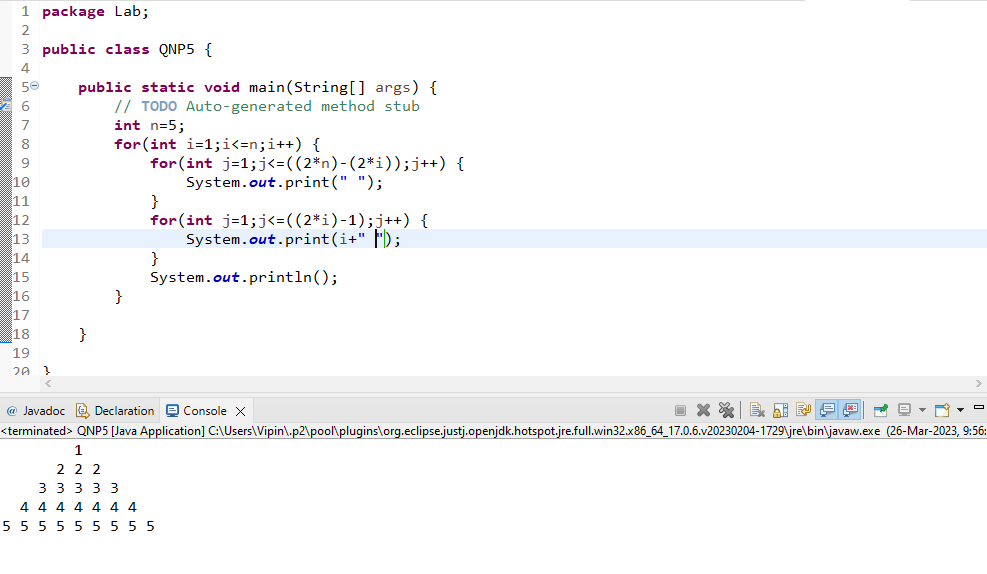 1 package Lab;
2
3 public class QNP5 {
4
5 public static void main(String[] args) {
6 // TODO Auto-generated method stub
7 int n=5;
8 for(int i=1;i<=n;i++) {
9 for(int j=1;j<=((2*n)-(2*i));j++) {
10 System.out.print(" ");
11 }
12 for(int j=1;j<=((2*i)-1);j++) {
13 System.out.print(i+" ");
14 }
15 System.out.println();
16 }
17
18 }
19
20 }
@ Javadoc Declaration Console
<terminated> QNP5 [Java Application] C:\Users\Vipin\.p2\pool\plugins\org.eclipse.justj.openjdk.hotspot.jre.full.win32.x86_64_17.0.6.v20230204-1729\jre\bin\javaw.exe (26-Mar-2023, 9:56:
1
2 2 2
3 3 3 3 3
4 4 4 4 4 4 4
5 5 5 5 5 5 5 5 5